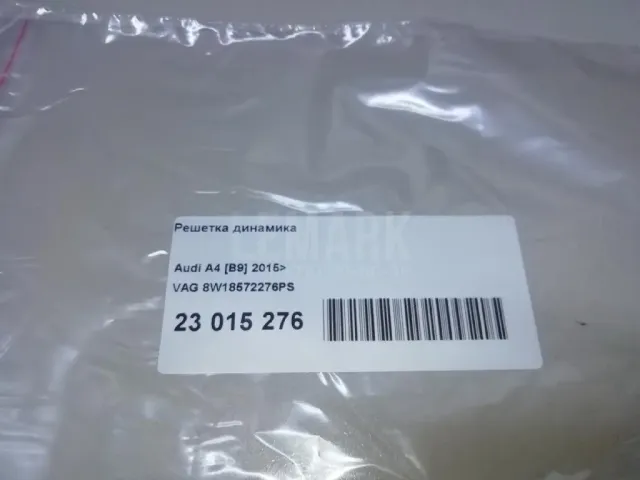 Решетка динамика
Audi A4 [B9] 2015>
VAG 8W18572276PS
23 015 276